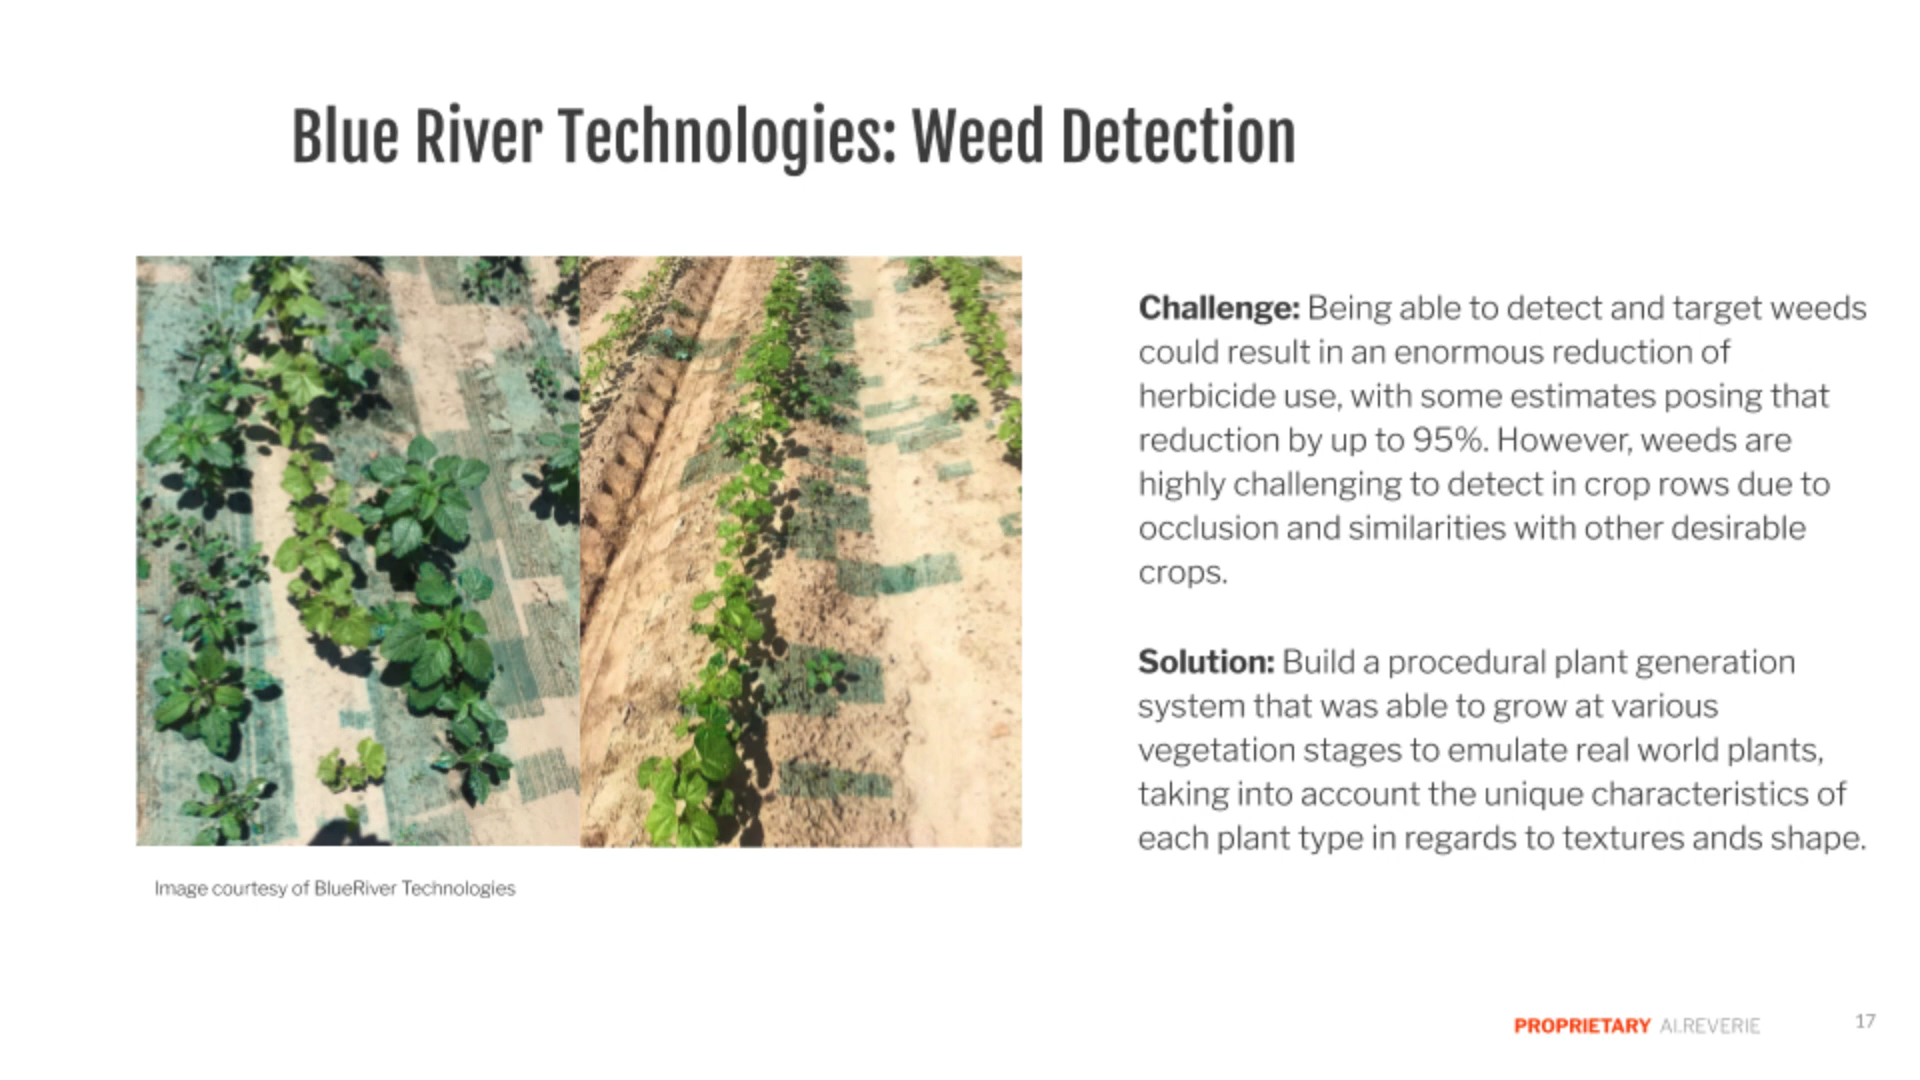 Blue River Technologies: Weed Detection
Challenge: Being able to detect and target weeds
could result in an enormous reduction of
herbicide use, with some estimates posing that
reduction by up to 95%. However, weeds are
highly challenging to detect in crop rows due to
occlusion and similarities with other desirable
crops.
Solution: Build a procedural plant generation
system that was able to grow at various
vegetation stages to emulate real world plants,
taking into account the unique characteristics of
each plant type in regards to textures ands shape.
Image courtesy of BlueRiver Technologies
PROPRIETARY AI.REVERIE
17